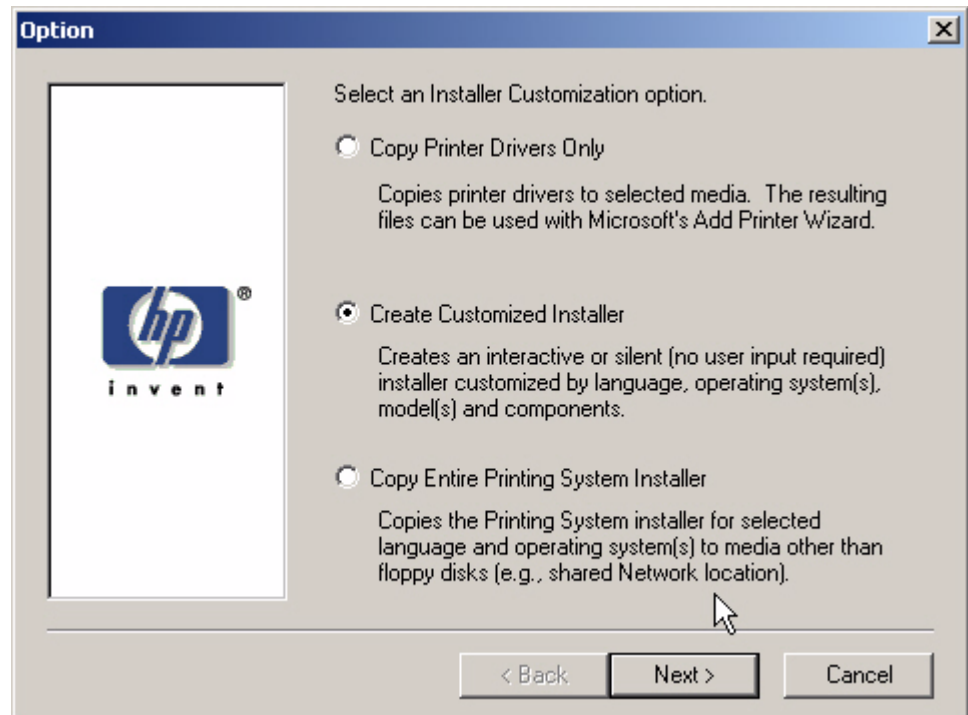 Option
Select an Installer Customization option.
Copy Printer Drivers Only
Copies printer drivers to selected media. The resulting
files can be used with Microsoft's Add Printer Wizard.
hp ®
invent
Create Customized Installer
Creates an interactive or silent (no user input required)
installer customized by language, operating system(s),
model(s) and components.
Copy Entire Printing System Installer
Copies the Printing System installer for selected
language and operating system(s) to media other than
floppy disks (e.g., shared Network location).
< Back
Next >
Cancel